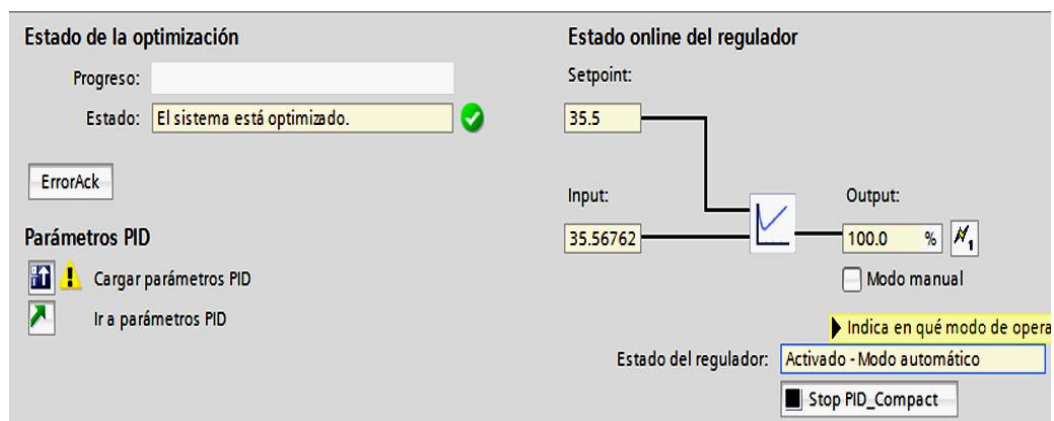 Estado de la optimización
Progreso:
Estado: El sistema está optimizado.
ErrorAck
Parámetros PID
Cargar parámetros PID
Ir a parámetros PID
Estado online del regulador
Setpoint:
35.5
Input:
35.56762
Output:
100.0 %
Modo manual
Indica en qué modo de opera
Estado del regulador: Activado - Modo automático
Stop PID_Compact